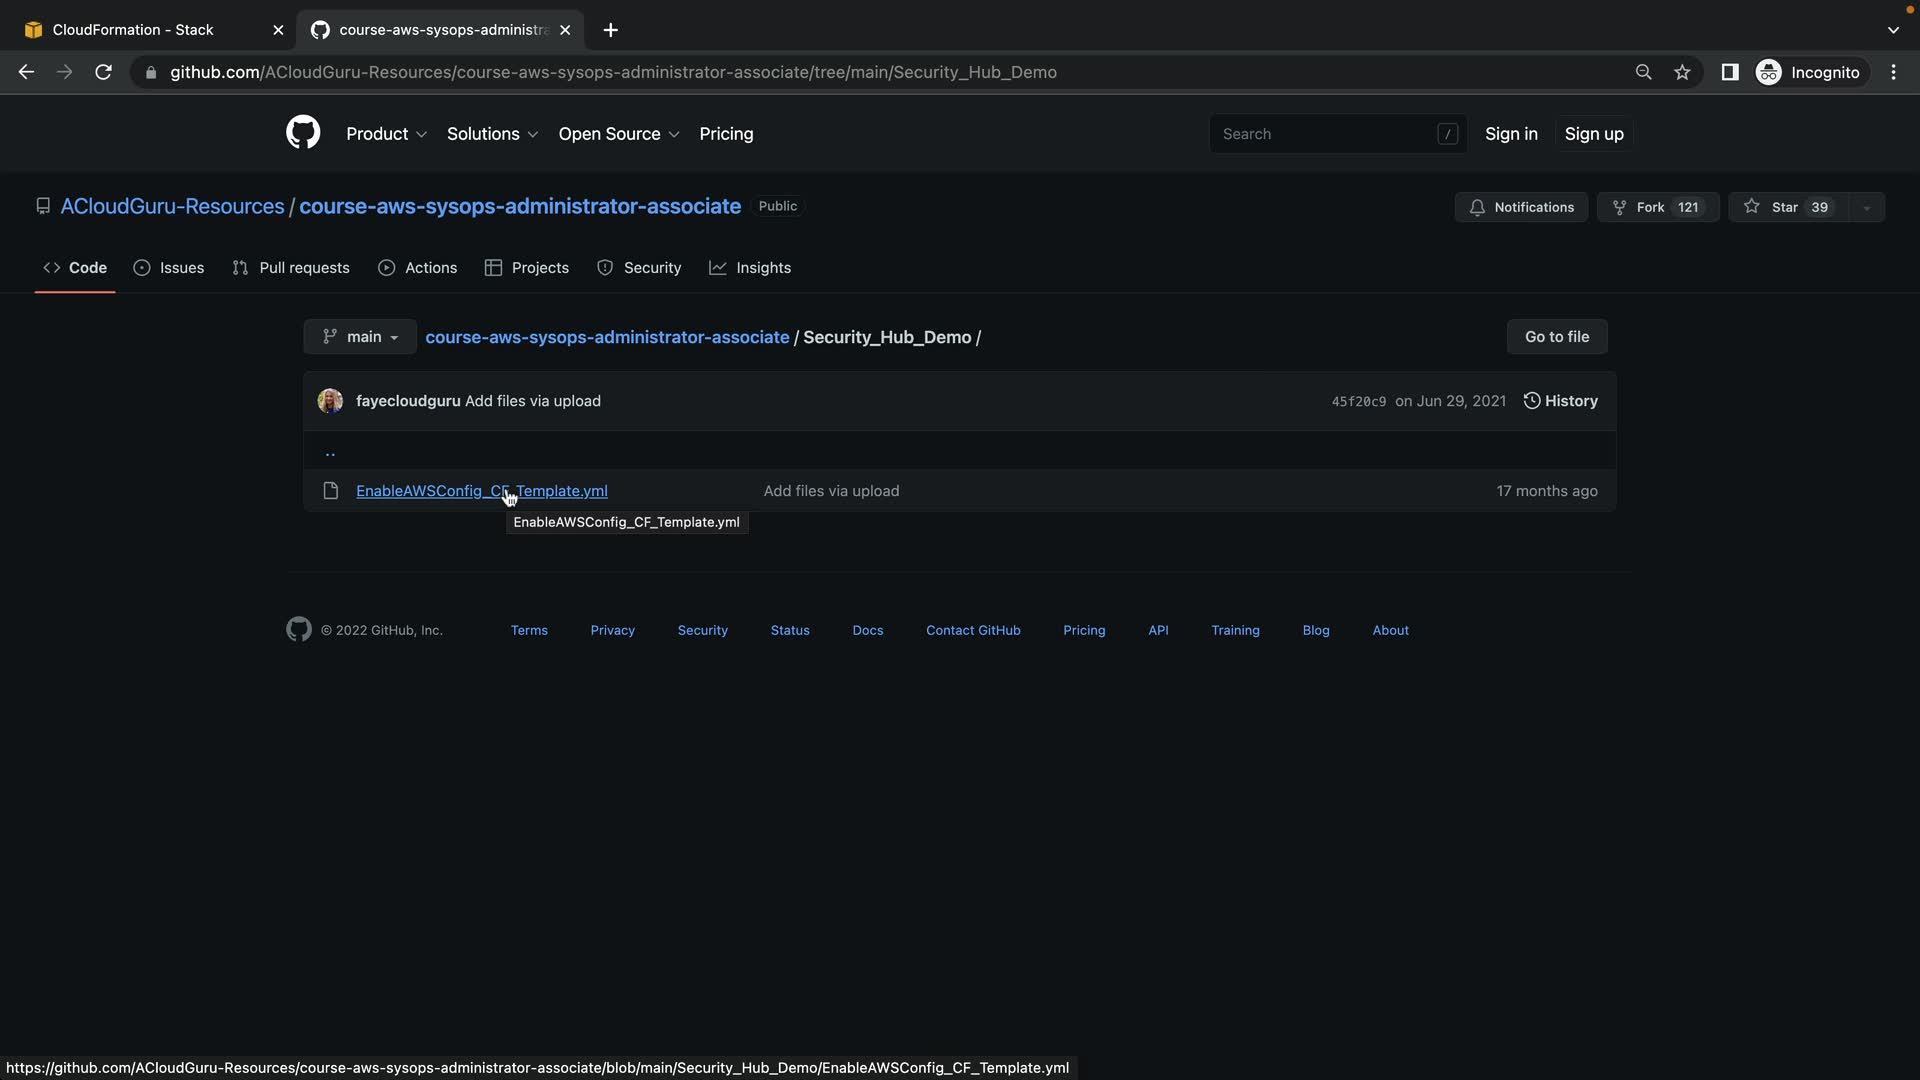 CloudFormation - Stack
course-aws-sysops-administra
github.com/ACloudGuru-Resources/course-aws-sysops-administrator-associate/tree/main/Security_Hub_Demo
Incognito
Product
Solutions
Open Source
Pricing
Search
/
Sign in
Sign up
ACloudGuru-Resources / course-aws-sysops-administrator-associate
Public
Notifications
Fork 121
Star 39
Code
Issues
Pull requests
Actions
Projects
Security
Insights
main
course-aws-sysops-administrator-associate / Security_Hub_Demo /
Go to file
fayecloudguru Add files via upload
45f20c9 on Jun 29, 2021
History
..
EnableAWSConfig_CF_Template.yml
Add files via upload
17 months ago
EnableAWSConfig_CF_Template.yml
© 2022 GitHub, Inc.
Terms
Privacy
Security
Status
Docs
Contact GitHub
Pricing
API
Training
Blog
About
https://github.com/ACloudGuru-Resources/course-aws-sysops-administrator-associate/blob/main/Security_Hub_Demo/EnableAWSConfig_CF_Template.yml